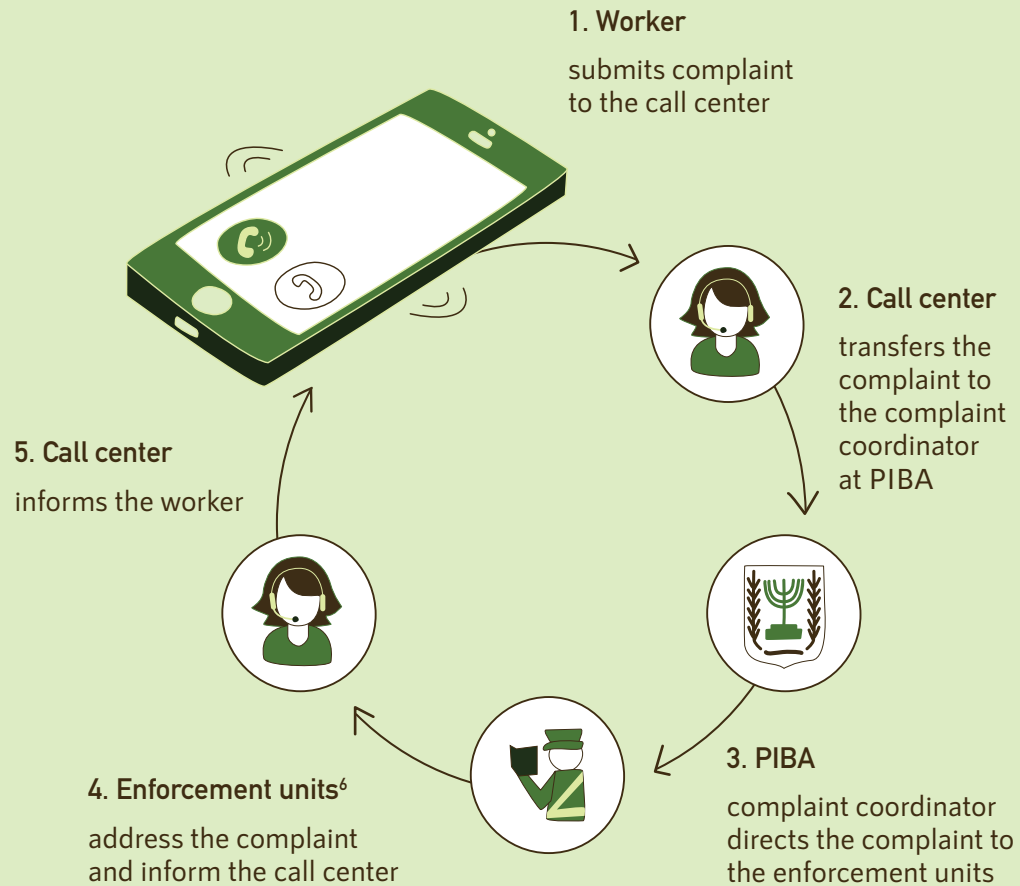 1. Worker
submits complaint
to the call center
2. Call center
transfers the
complaint to
the complaint
coordinator
at PIBA
3. PIBA
complaint coordinator
directs the complaint to
the enforcement units
4. Enforcement units⁶
address the complaint
and inform the call center
5. Call center
informs the worker